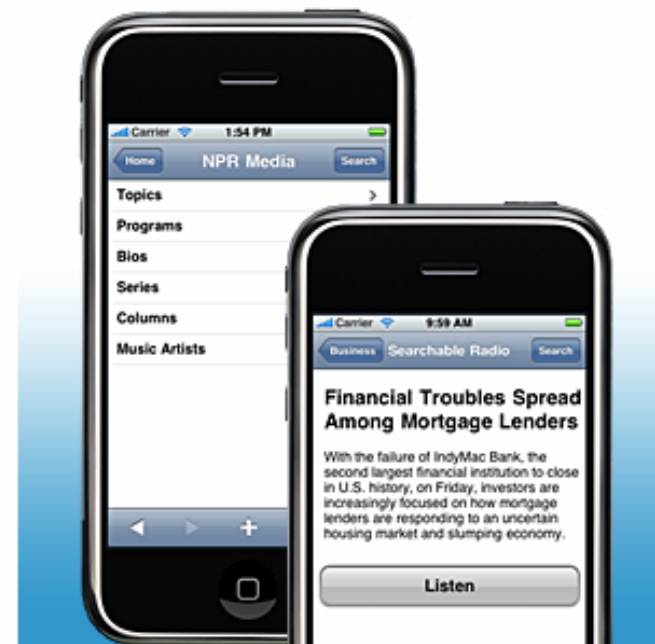 Carrier 1:54 PM
Home NPR Media Search
Topics
Programs
Bios
Series
Columns
Music Artists
Carrier 9:59 AM
Business Searchable Radio Search
Financial Troubles Spread
Among Mortgage Lenders
With the failure of IndyMac Bank, the
second largest financial institution to close
in U.S. history, on Friday, investors are
increasingly focused on how mortgage
lenders are responding to an uncertain
housing market and slumping economy.
Listen